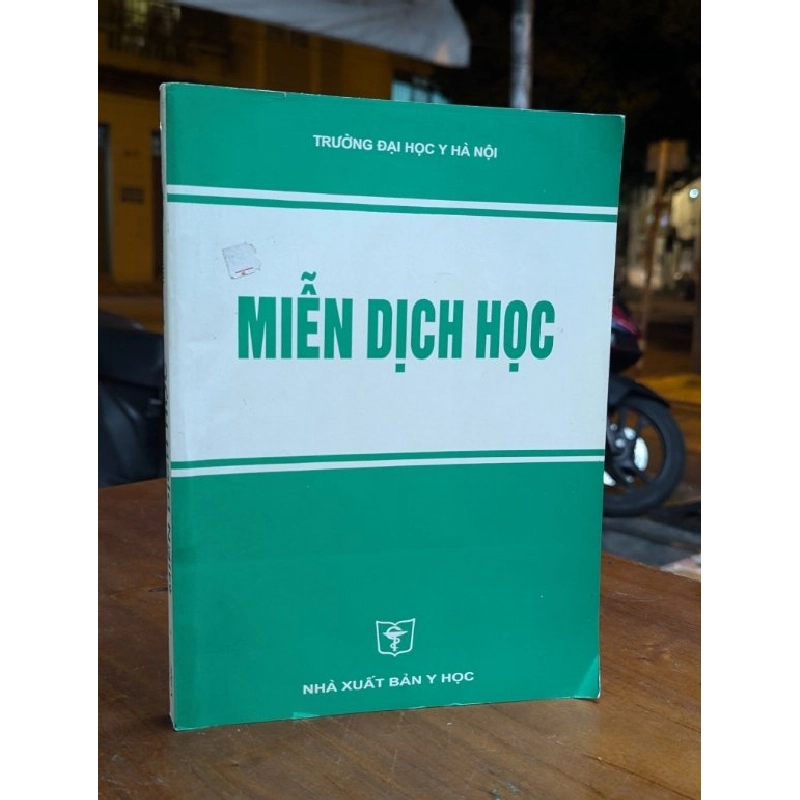 TRƯỜNG ĐẠI HỌC Y HÀ NỘI
MIỄN DỊCH HỌC
NHÀ XUẤT BẢN Y HỌC